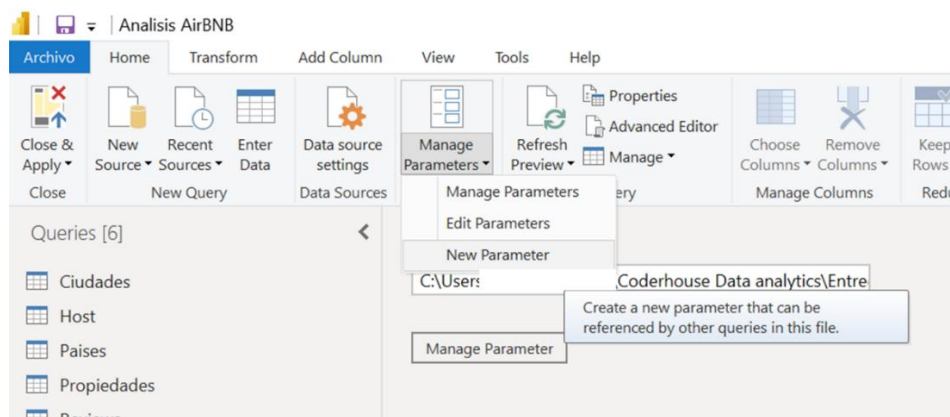 Analisis AirBNB
Archivo Home Transform Add Column View Tools Help
Close & Apply
New Source
Recent Sources
Enter Data
Data source settings
Manage Parameters
Refresh Preview
Properties
Advanced Editor
Manage
Choose Columns
Remove Columns
Keep Rows
Close New Query Data Sources ery Manage Columns Redu
Manage Parameters
Edit Parameters
New Parameter
Queries [6]
Ciudades
Host
Paises
Propiedades
C:\Users \Coderhouse Data analytics\Entre
Create a new parameter that can be
referenced by other queries in this file.
Manage Parameter